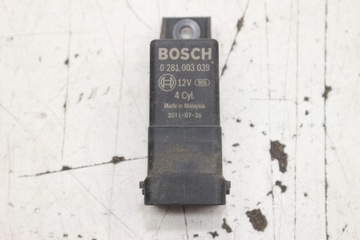 BOSCH
0 281 003 039
12V
4 Cyl.
Made in Malaysia
2011-07-26